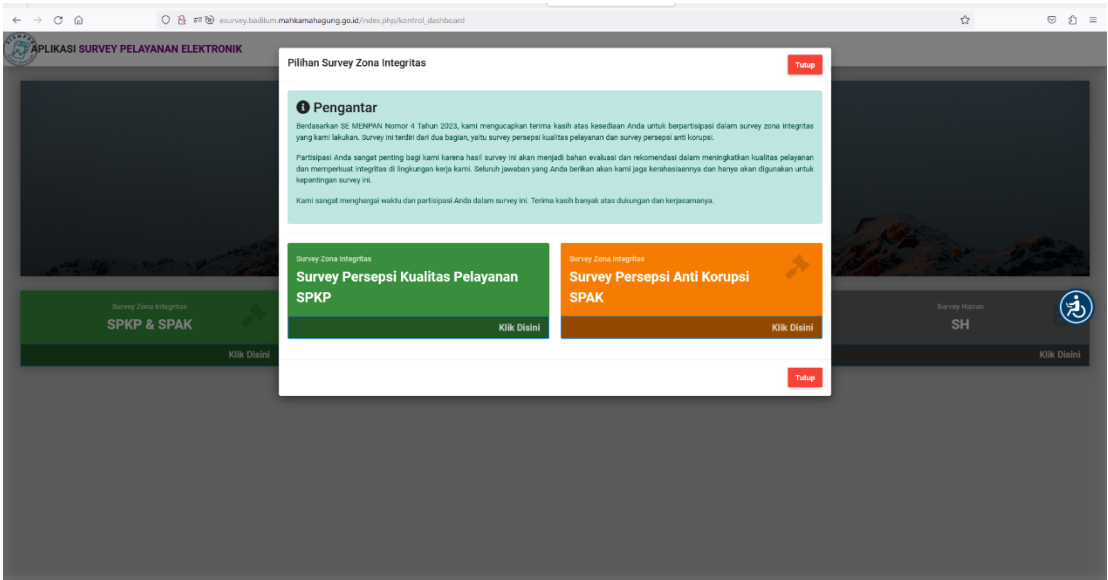 esurvey.badilum.mahkamahagung.go.id/index.php/kontrol_dashboard
APLIKASI SURVEY PELAYANAN ELEKTRONIK
Pilihan Survey Zona Integritas
Tutup
Pengantar
Berdasarkan SE MENPAN Nomor 4 Tahun 2023, kami mengucapkan terima kasih atas kesediaan Anda untuk berpartisipasi dalam survey zona integritas
yang kami lakukan. Survey ini terdiri dari dua bagian, yaitu survey persepsi kualitas pelayanan dan survey persepsi anti korupsi.
Partisipasi Anda sangat penting bagi kami karena hasil survey ini akan menjadi bahan evaluasi dan rekomendasi dalam meningkatkan kualitas pelayanan
dan memperkuat integritas di lingkungan kerja kami. Seluruh jawaban yang Anda berikan akan kami jaga kerahasiaannya dan hanya akan digunakan untuk
kepentingan survey ini.
Kami sangat menghargai waktu dan partisipasi Anda dalam survey ini. Terima kasih banyak atas dukungan dan kerjasamanya.
Survey Zona Integritas
Survey Persepsi Kualitas Pelayanan
SPKP
Klik Disini
Survey Zona Integritas
Survey Persepsi Anti Korupsi
SPAK
Klik Disini
Tutup
Survey Zona Integritas
SPKP & SPAK
Klik Disini
Survey Harian
SH
Klik Disini